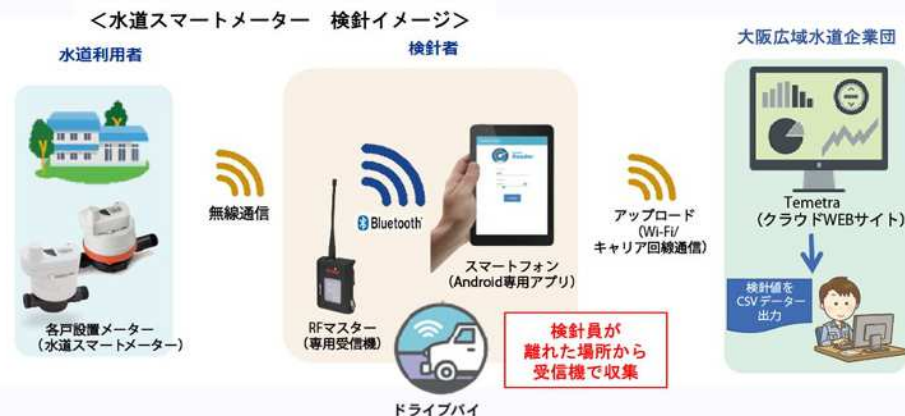 ＜水道スマートメーター　検針イメージ＞
水道利用者
検針者
大阪広域水道企業団
無線通信
Bluetooth
Reader
アップロード
（Wi-Fi/
キャリア回線通信）
Temetra
（クラウドWEBサイト）
スマートフォン
（Android専用アプリ）
各戸設置メーター
（水道スマートメーター）
RFマスター
（専用受信機）
検針員が
離れた場所から
受信機で収集
検針値を
CSVデーター
出力
ドライブバイ